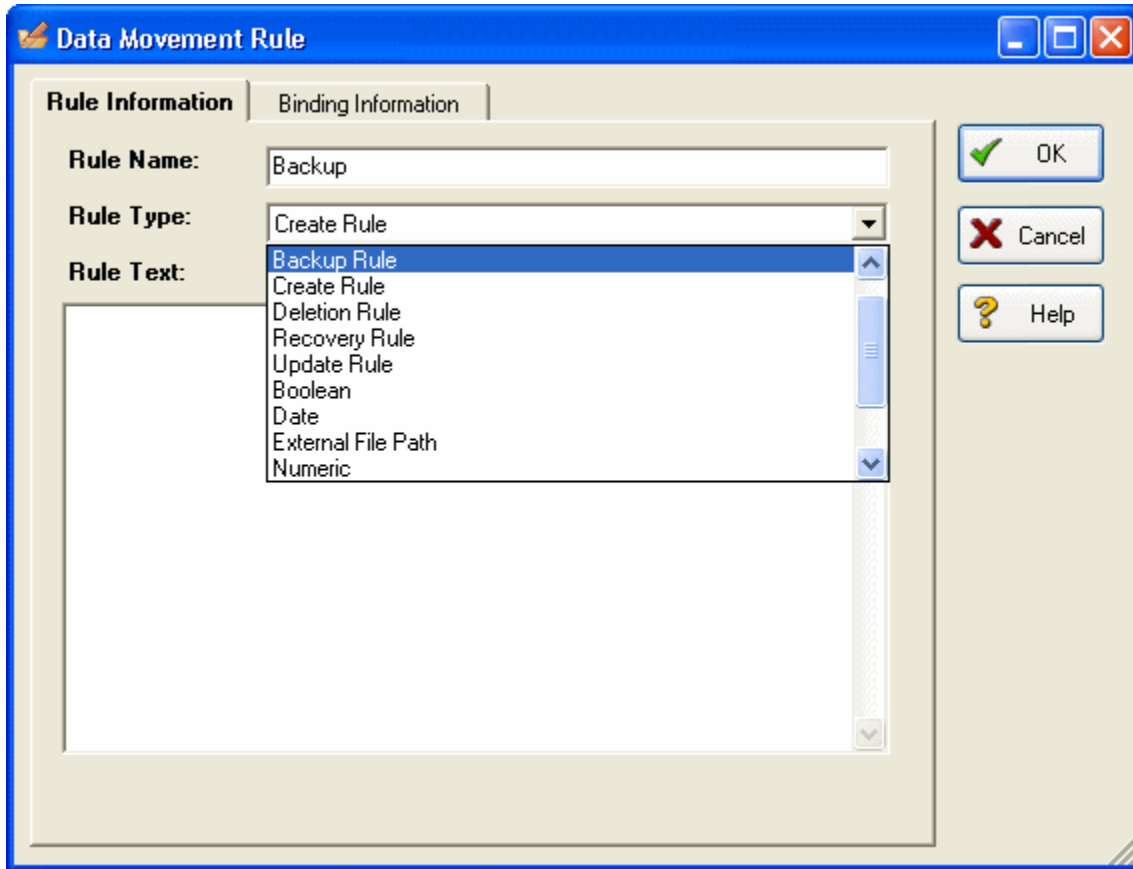 Data Movement Rule
Rule Information
Binding Information
Rule Name:
Backup
OK
Rule Type:
Create Rule
Cancel
Rule Text:
Backup Rule
Create Rule
Deletion Rule
Recovery Rule
Update Rule
Boolean
Date
External File Path
Numeric
Help